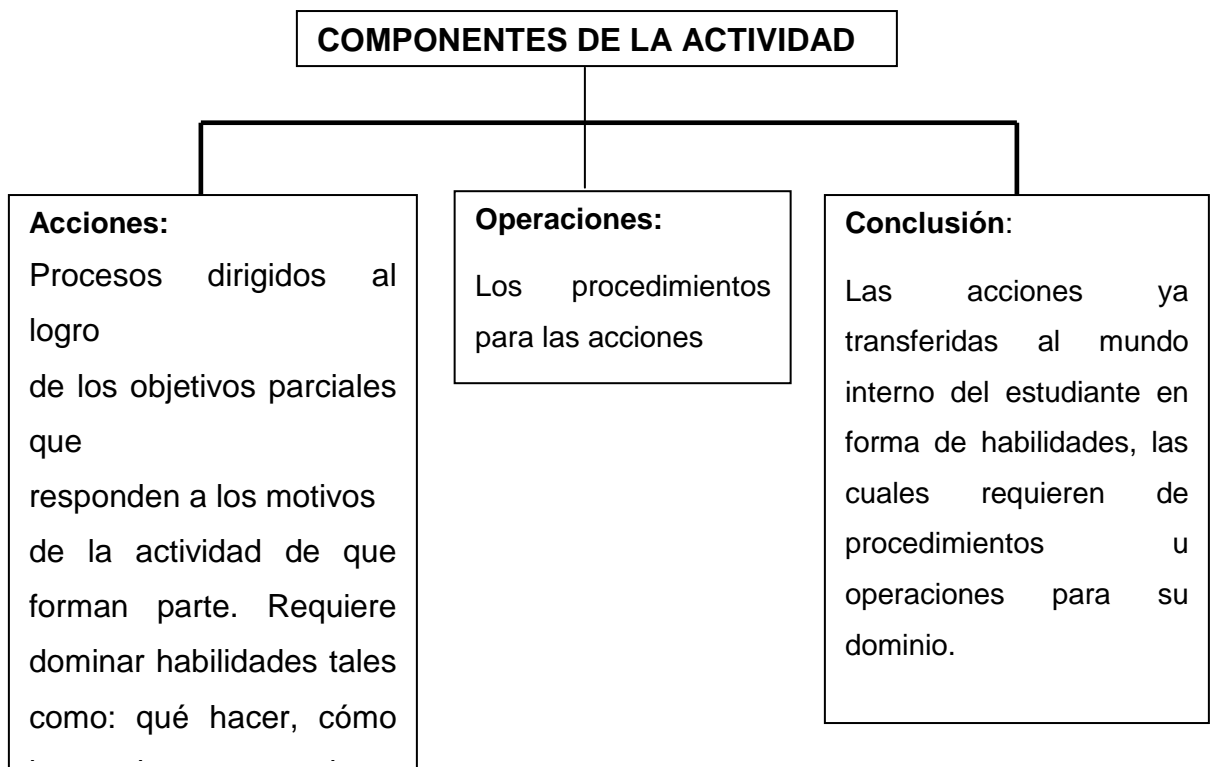 COMPONENTES DE LA ACTIVIDAD
Acciones:
Procesos dirigidos al
logro
de los objetivos parciales
que
responden a los motivos
de la actividad de que
forman parte. Requiere
dominar habilidades tales
como: qué hacer, cómo
Operaciones:
Los procedimientos
para las acciones
Conclusión:
Las acciones ya
transferidas al mundo
interno del estudiante en
forma de habilidades, las
cuales requieren de
procedimientos u
operaciones para su
dominio.